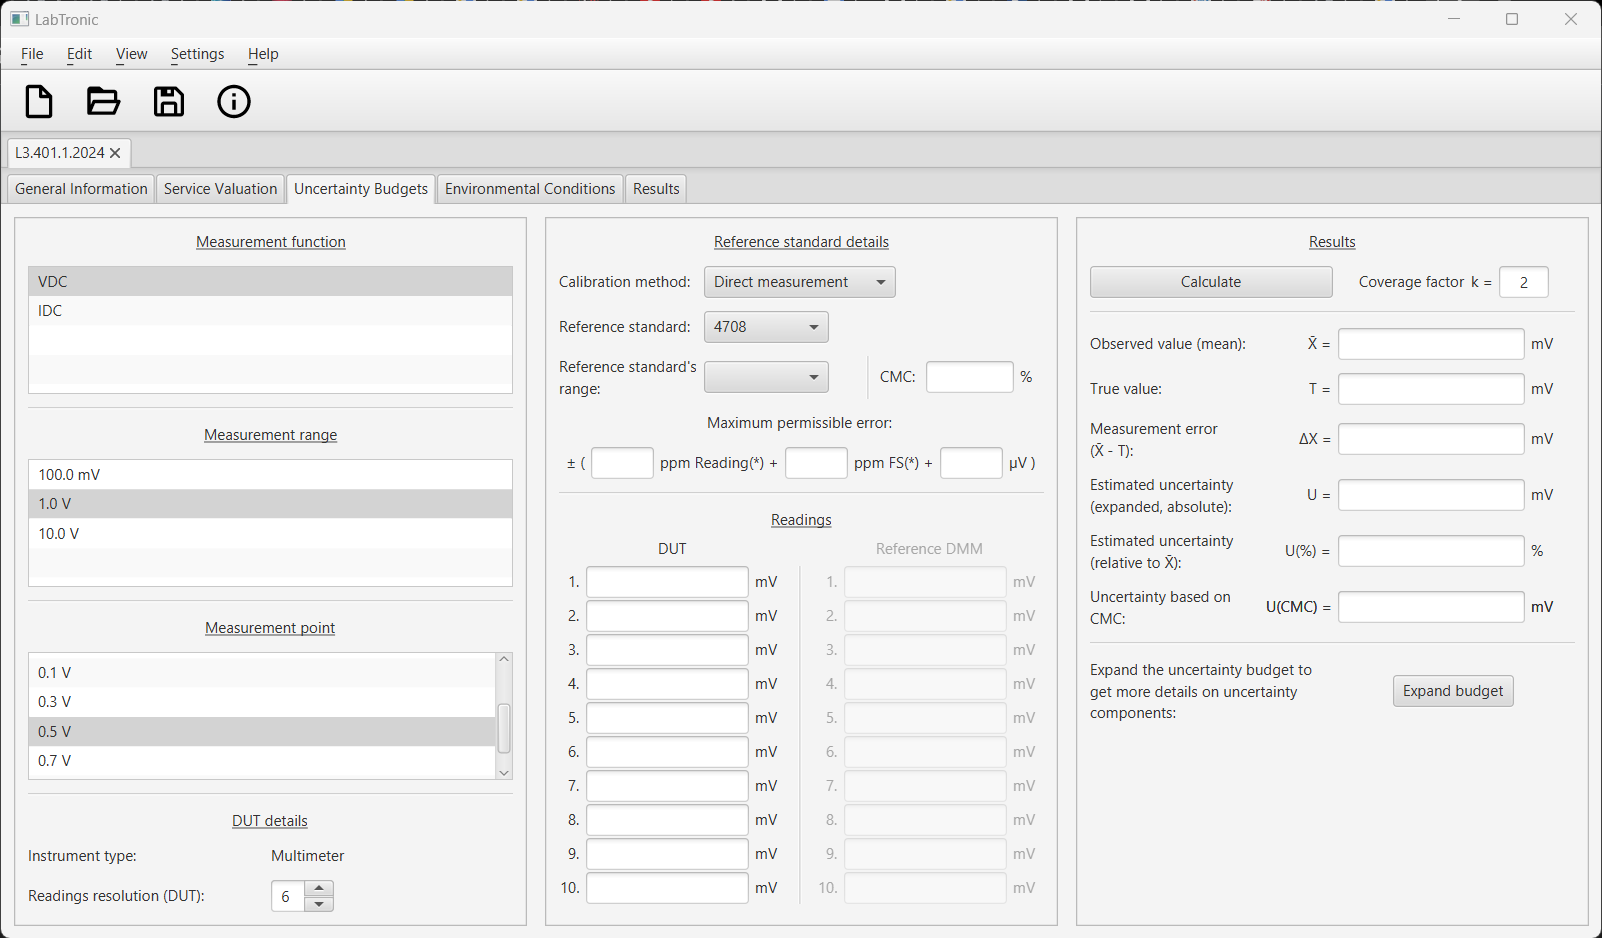 LabTronic
File Edit View Settings Help
L3.401.1.2024
General Information Service Valuation Uncertainty Budgets Environmental Conditions Results
Measurement function
VDC
IDC
Measurement range
100.0 mV
1.0 V
10.0 V
Measurement point
0.1 V
0.3 V
0.5 V
0.7 V
DUT details
Instrument type: Multimeter
Readings resolution (DUT): 6
Reference standard details
Calibration method: Direct measurement
Reference standard: 4708
Reference standard's
range:
CMC: %
Maximum permissible error:
± ( ppm Reading(*) + ppm FS(*) + µV )
Readings
DUT Reference DMM
1. mV 1. mV
2. mV 2. mV
3. mV 3. mV
4. mV 4. mV
5. mV 5. mV
6. mV 6. mV
7. mV 7. mV
8. mV 8. mV
9. mV 9. mV
10. mV 10. mV
Results
Calculate Coverage factor k = 2
Observed value (mean): X̄ = mV
True value: T = mV
Measurement error
(X̄ - T): ΔX = mV
Estimated uncertainty
(expanded, absolute): U = mV
Estimated uncertainty
(relative to X̄): U(%) = %
Uncertainty based on
CMC: U(CMC) = mV
Expand the uncertainty budget to
get more details on uncertainty
components:
Expand budget